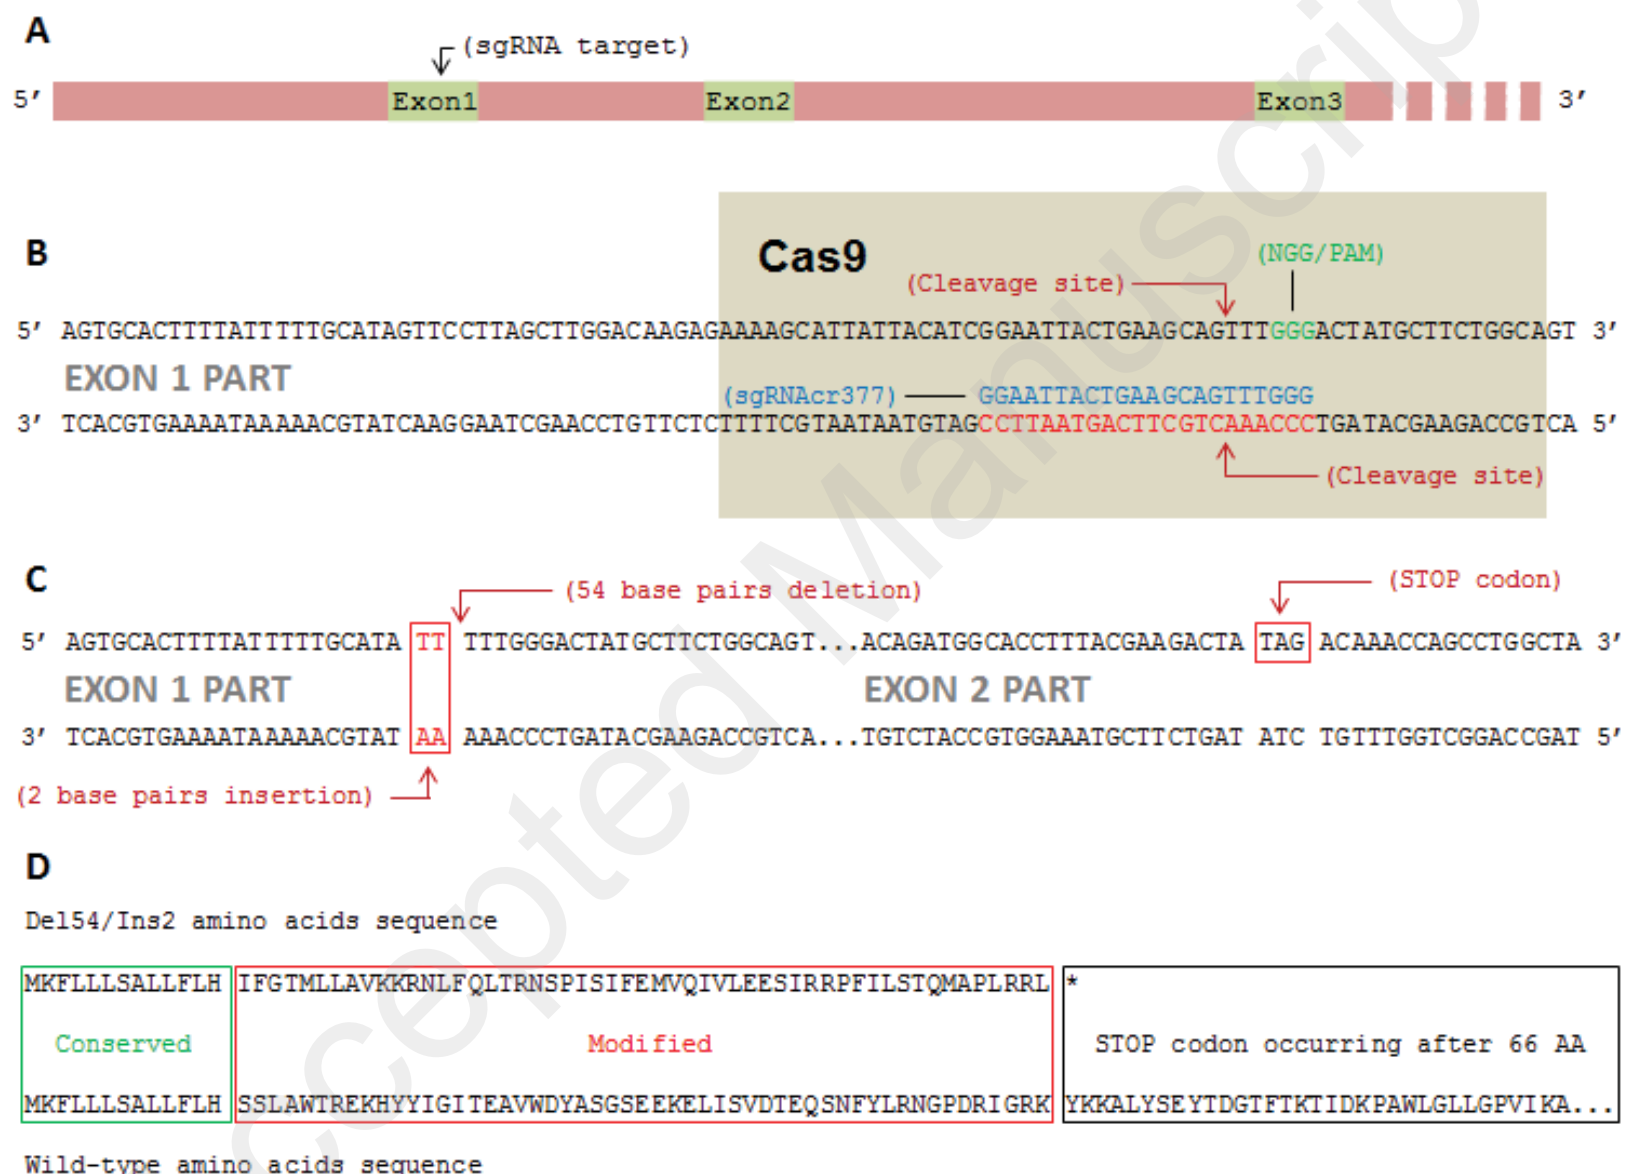 A
(sgRNA target)
5’ Exon1 Exon2 Exon3 3’
B
Cas9
(NGG/PAM)
(Cleavage site)
5’ AGTGCACTTTTATTTTTGCATAGTTCCTTAGCTTGGACAAGAGAAAAGCATTATTACATCGGAATTACTGAAGCAGTTTGGGACTATGCTTCTGGCAGT 3’
EXON 1 PART
(sgRNAcr377) GGAATTACTGAAGCAGTTTGGG
3’ TCACGTGAAAATAAAAACGTATCAAGGAATCGAACCTGTTCTCTTTTCGTAATAATGTAGCCTTAATGACTTCGTCAAACCCTGATACGAAGACCGTCA 5’
(Cleavage site)
C
(54 base pairs deletion)
(STOP codon)
5’ AGTGCACTTTTATTTTTGCATA TT TTTGGGACTATGCTTCTGGCAGT...ACAGATGGCACCTTTACGAAGACTA TAG ACAAACCAGCCTGGCTA 3’
EXON 1 PART EXON 2 PART
3’ TCACGTGAAAATAAAAACGTAT AA AAACCCTGATACGAAGACCGTCA...TGTCTACCGTGGAAATGCTTCTGAT ATC TGTTTGGTCGGACCGAT 5’
(2 base pairs insertion)
D
Del54/Ins2 amino acids sequence
MKFLLLSALLFLH IFGTMLLAVKKRNLFQLTRNSPISIFEMVQIVLEESIRRPFILSTQMAPLRRL *
Conserved Modified STOP codon occurring after 66 AA
MKFLLLSALLFLH SSLAWTREKHYYIGITEAVWDYASGSEEKELISVDTEQSNFYLRNGPDRIGRK YKKALYSEYTDGTFTKTIDKPAWLGLLGPVIKA...
Wild-type amino acids sequence
cepted Manuscrip